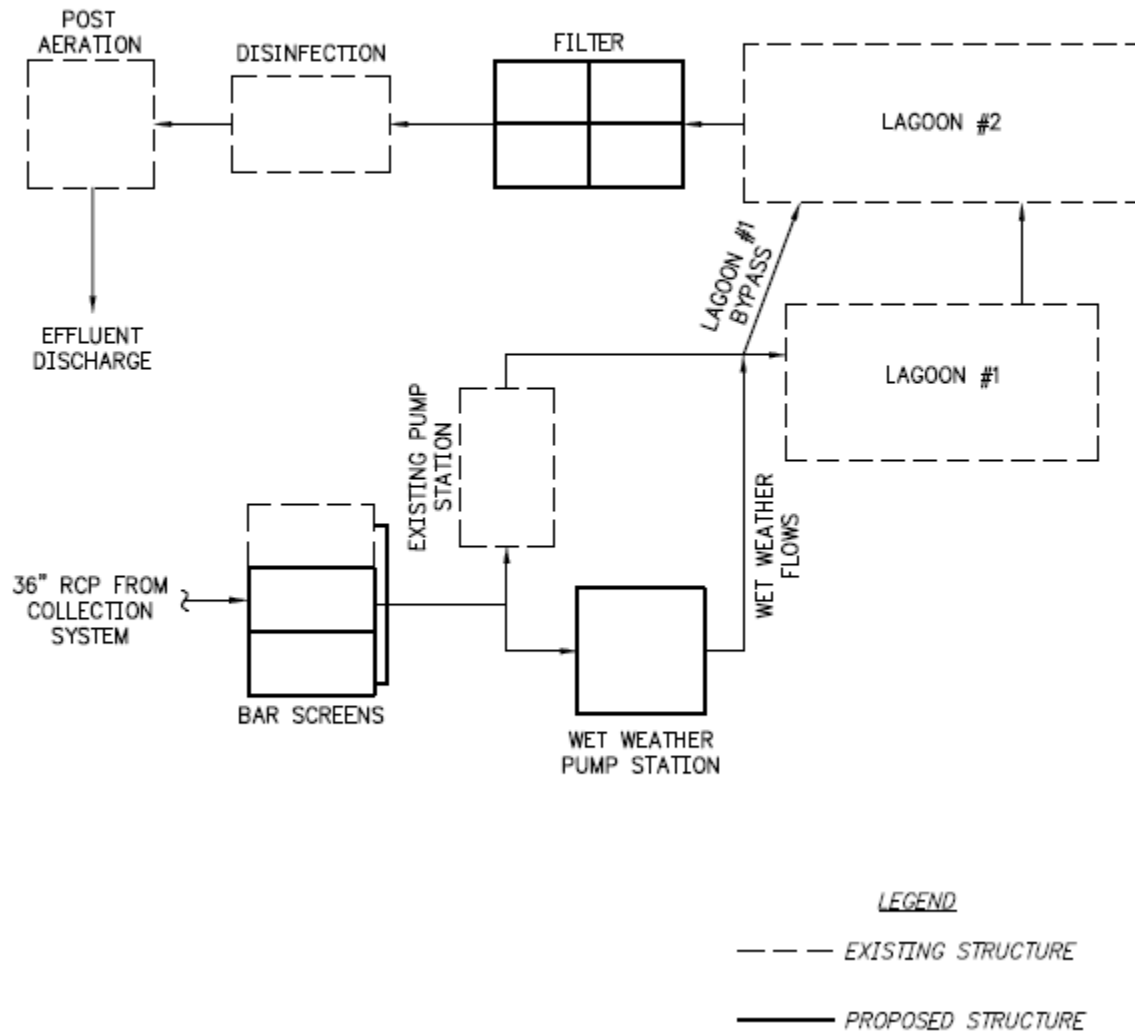 POST
AERATION
DISINFECTION
FILTER
LAGOON #2
EFFLUENT
DISCHARGE
LAGOON #1
BYPASS
LAGOON #1
EXISTING PUMP
STATION
WET WEATHER
FLOWS
36" RCP FROM
COLLECTION
SYSTEM
BAR SCREENS
WET WEATHER
PUMP STATION
LEGEND
EXISTING STRUCTURE
PROPOSED STRUCTURE